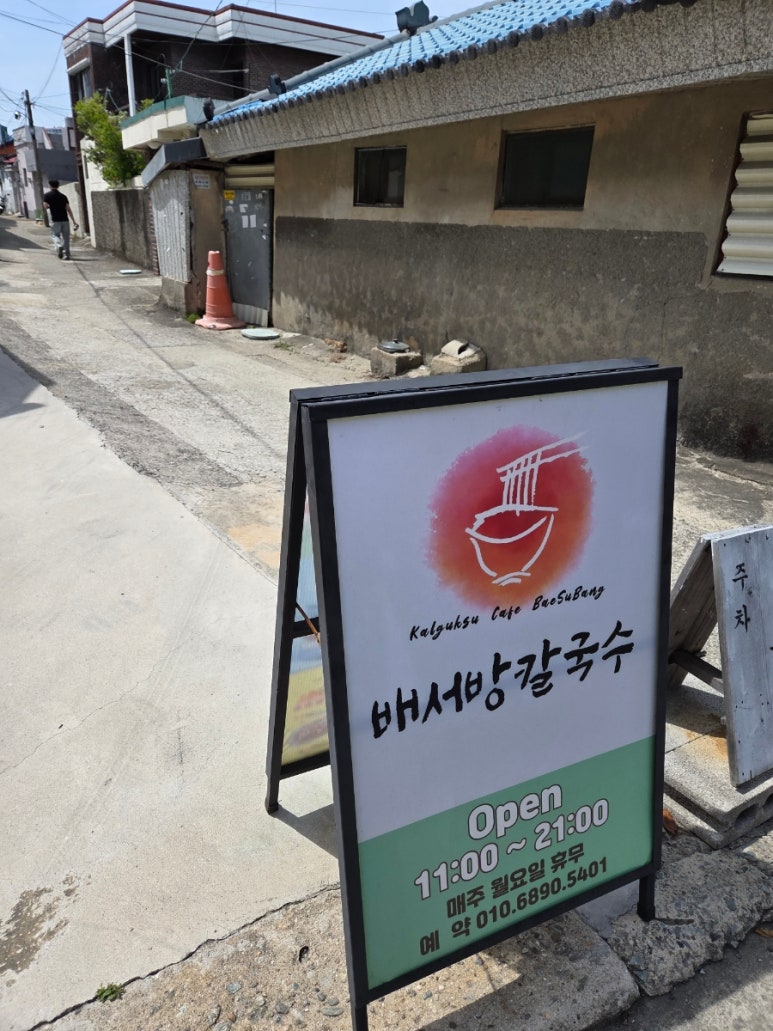 Kalguksu Cafe BaeSuBang
배서방칼국수
Open
11:00 ~ 21:00
매주 월요일 휴무
예 약 010.6890.5401
주차